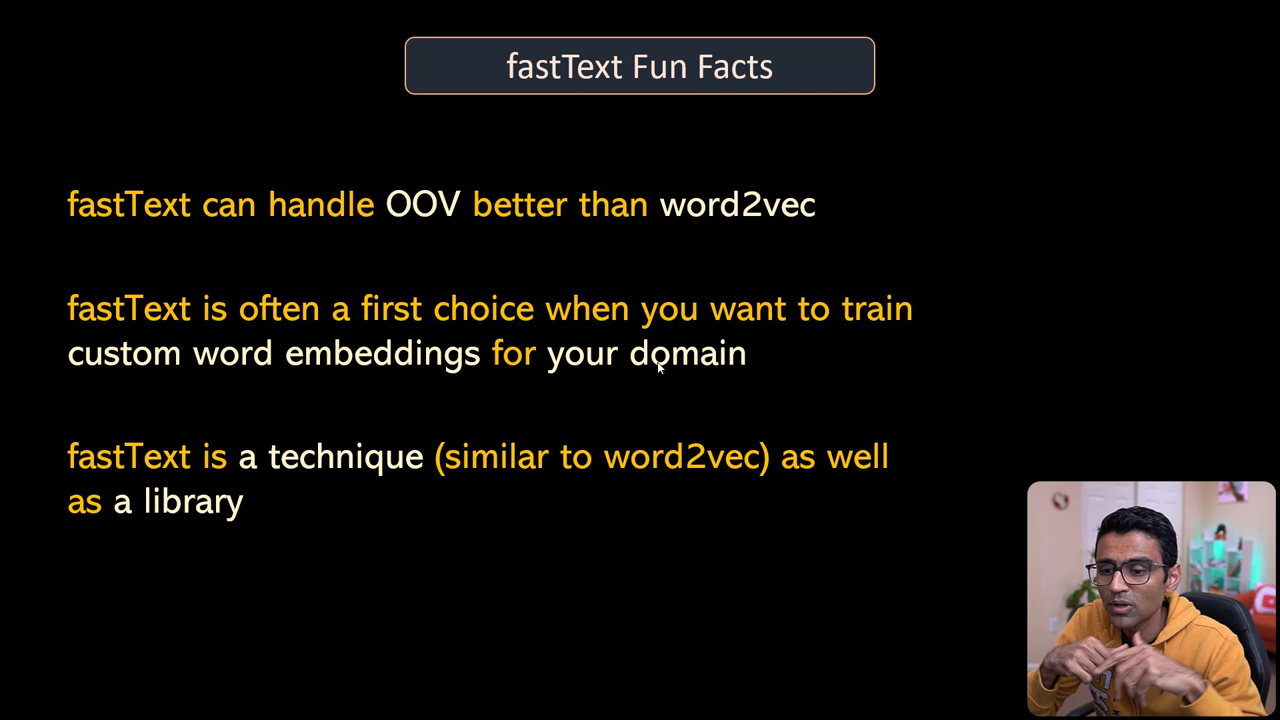 fastText Fun Facts
fastText can handle OOV better than word2vec
fastText is often a first choice when you want to train
custom word embeddings for your domain
fastText is a technique (similar to word2vec) as well
as a library